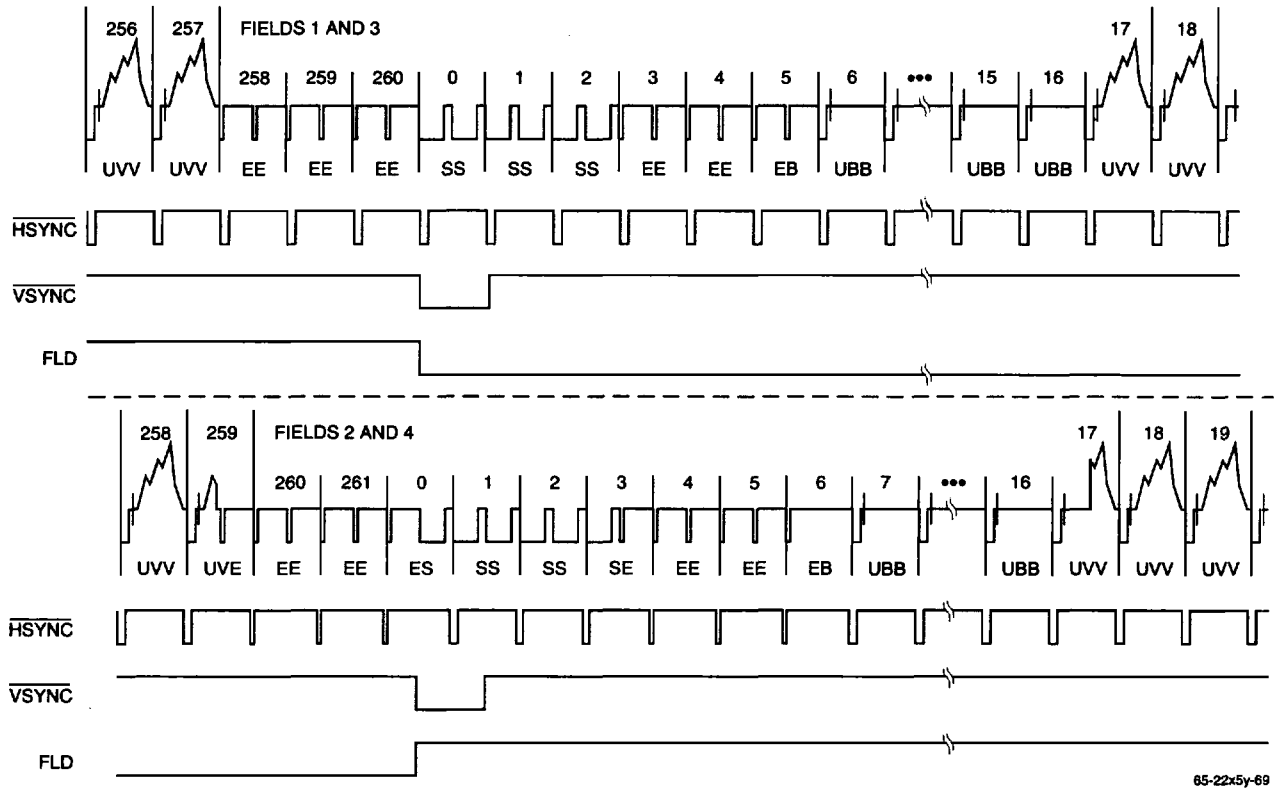 256 257 FIELDS 1 AND 3 17 18
258 259 260 0 1 2 3 4 5 6 ••• 15 16
UVV UVV EE EE EE SS SS SS EE EE EB UBB UBB UBB UVV UVV
HSYNC
VSYNC
FLD
258 259 FIELDS 2 AND 4 17 18 19
260 261 0 1 2 3 4 5 6 7 ••• 16
UVV UVE EE EE ES SS SS SE EE EE EB UBB UBB UVV UVV UVV
HSYNC
VSYNC
FLD
65-22x5y-69